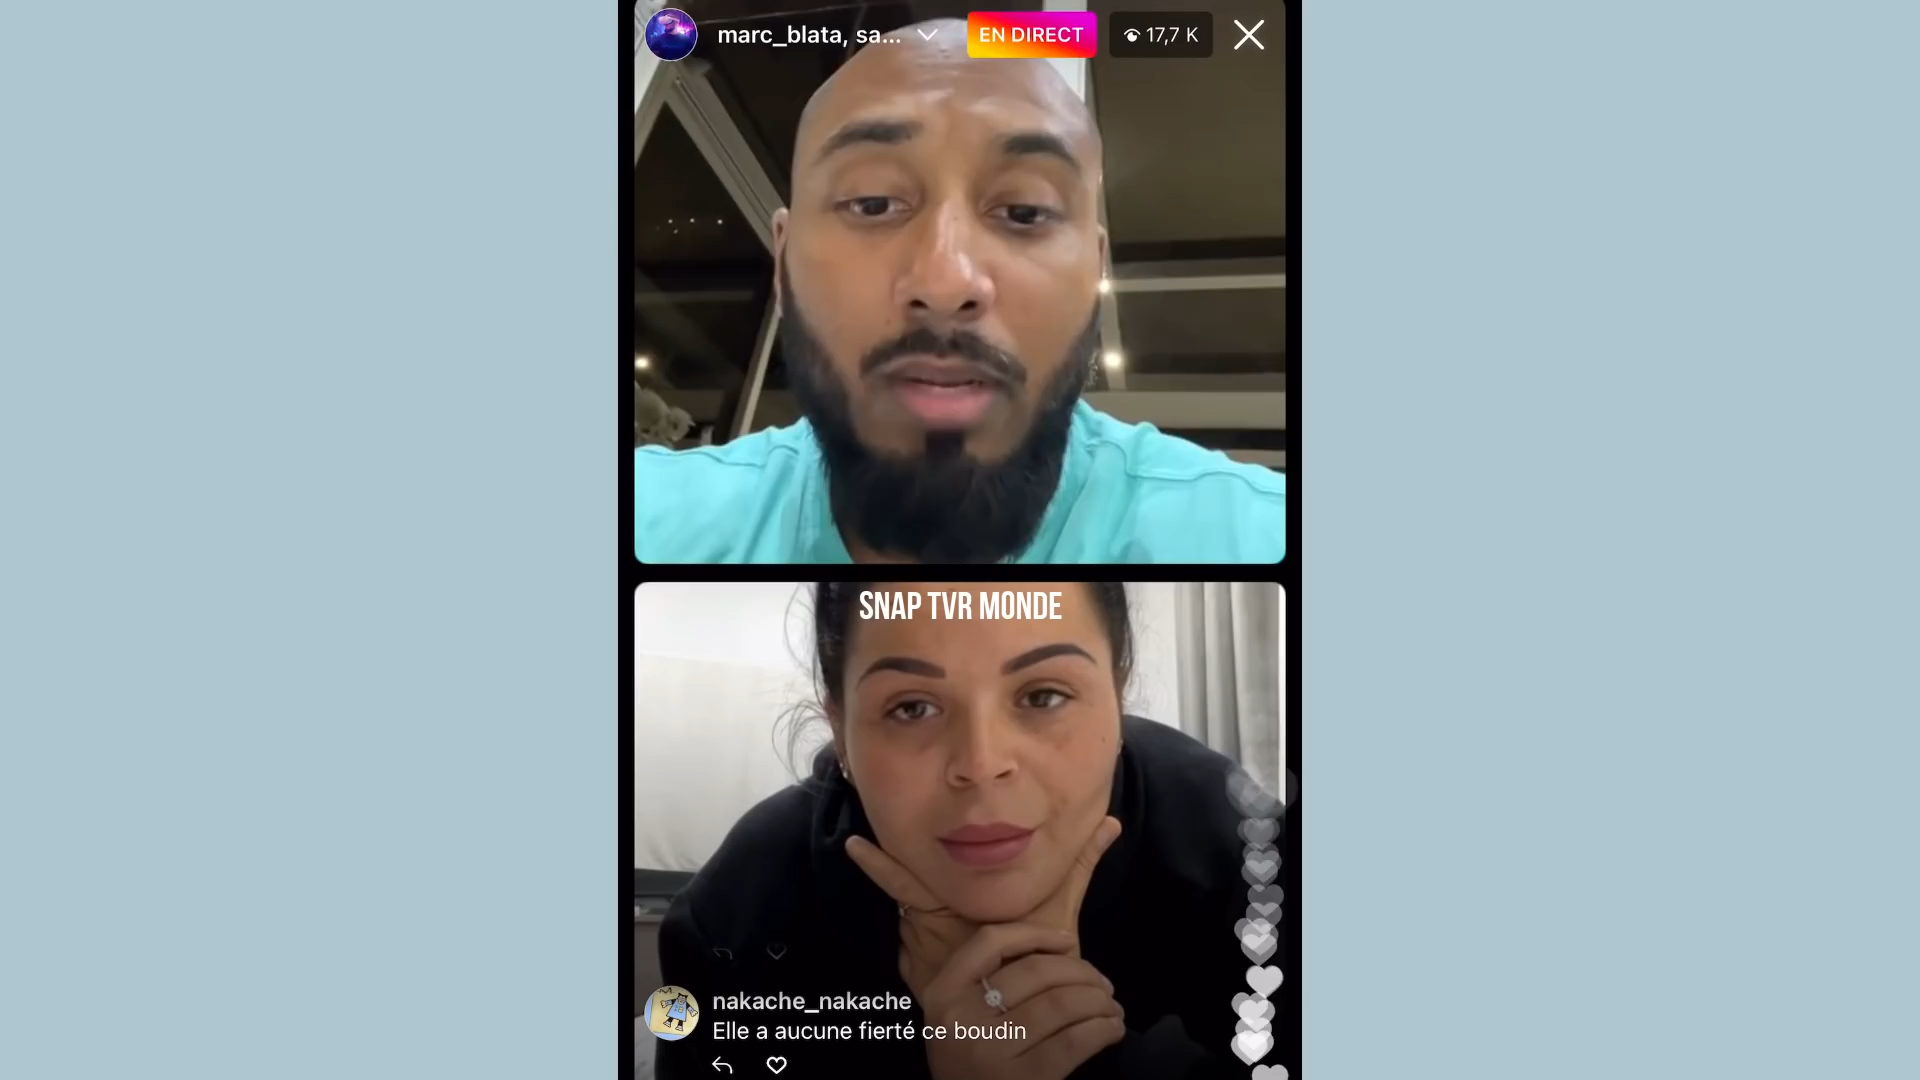 marc_blata, sa...
EN DIRECT
17,7 K
SNAP TVR MONDE
nakache_nakache
Elle a aucune fierté ce boudin